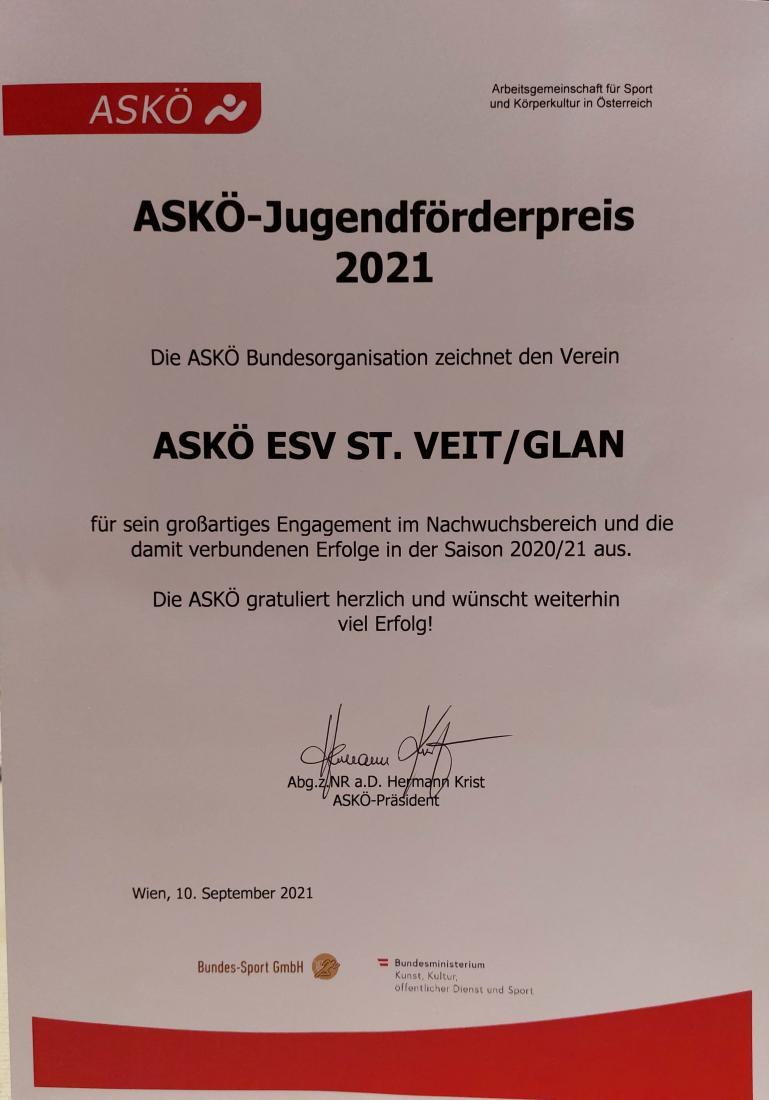 ASKÖ
Arbeitsgemeinschaft für Sport
und Körperkultur in Österreich
ASKÖ-Jugendförderpreis
2021
Die ASKÖ Bundesorganisation zeichnet den Verein
ASKÖ ESV ST. VEIT/GLAN
für sein großartiges Engagement im Nachwuchsbereich und die
damit verbundenen Erfolge in der Saison 2020/21 aus.
Die ASKÖ gratuliert herzlich und wünscht weiterhin
viel Erfolg!
Hermann Krist
Abg.z.NR a.D. Hermann Krist
ASKÖ-Präsident
Wien, 10. September 2021
Bundes-Sport GmbH
Bundesministerium
Kunst, Kultur,
öffentlicher Dienst und Sport